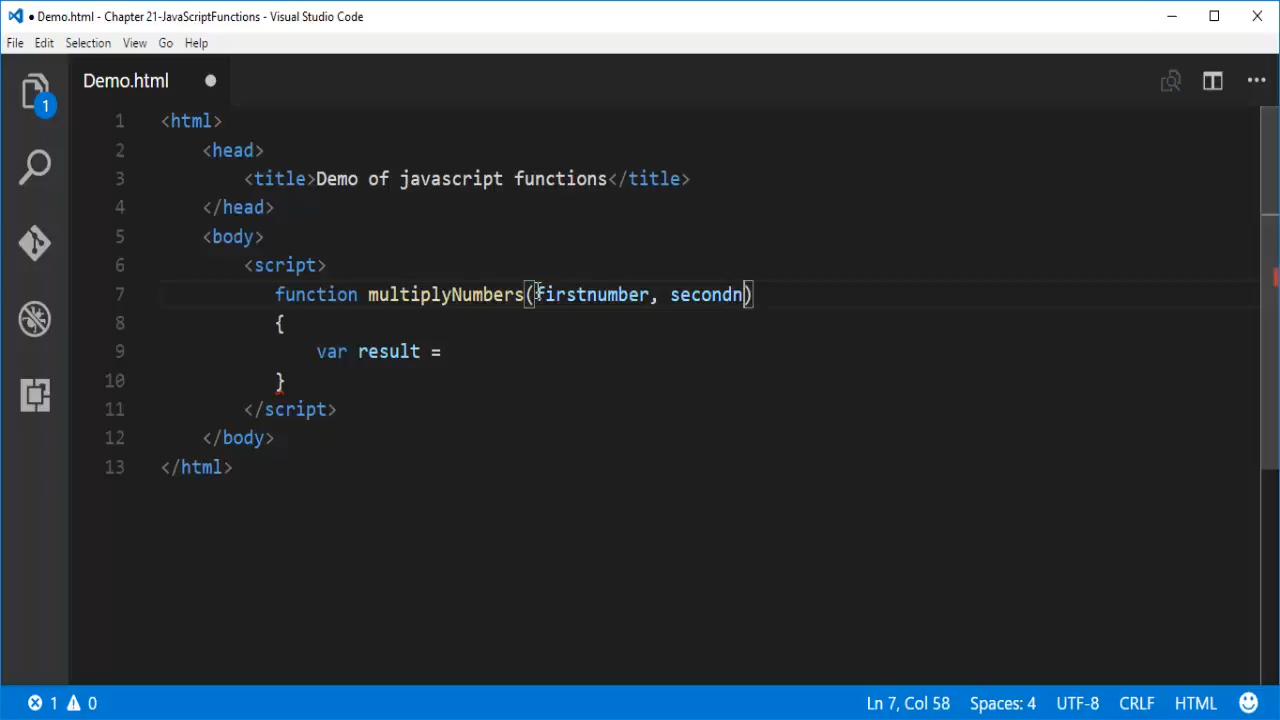 ● Demo.html - Chapter 21-JavaScriptFunctions - Visual Studio Code
File Edit Selection View Go Help
Demo.html
1
1 <html>
2 <head>
3 <title>Demo of javascript functions</title>
4 </head>
5 <body>
6 <script>
7 function multiplyNumbers(firstnumber, secondn)
8 {
9 var result =
10 }
11 </script>
12 </body>
13 </html>
1 0 Ln 7, Col 58 Spaces: 4 UTF-8 CRLF HTML